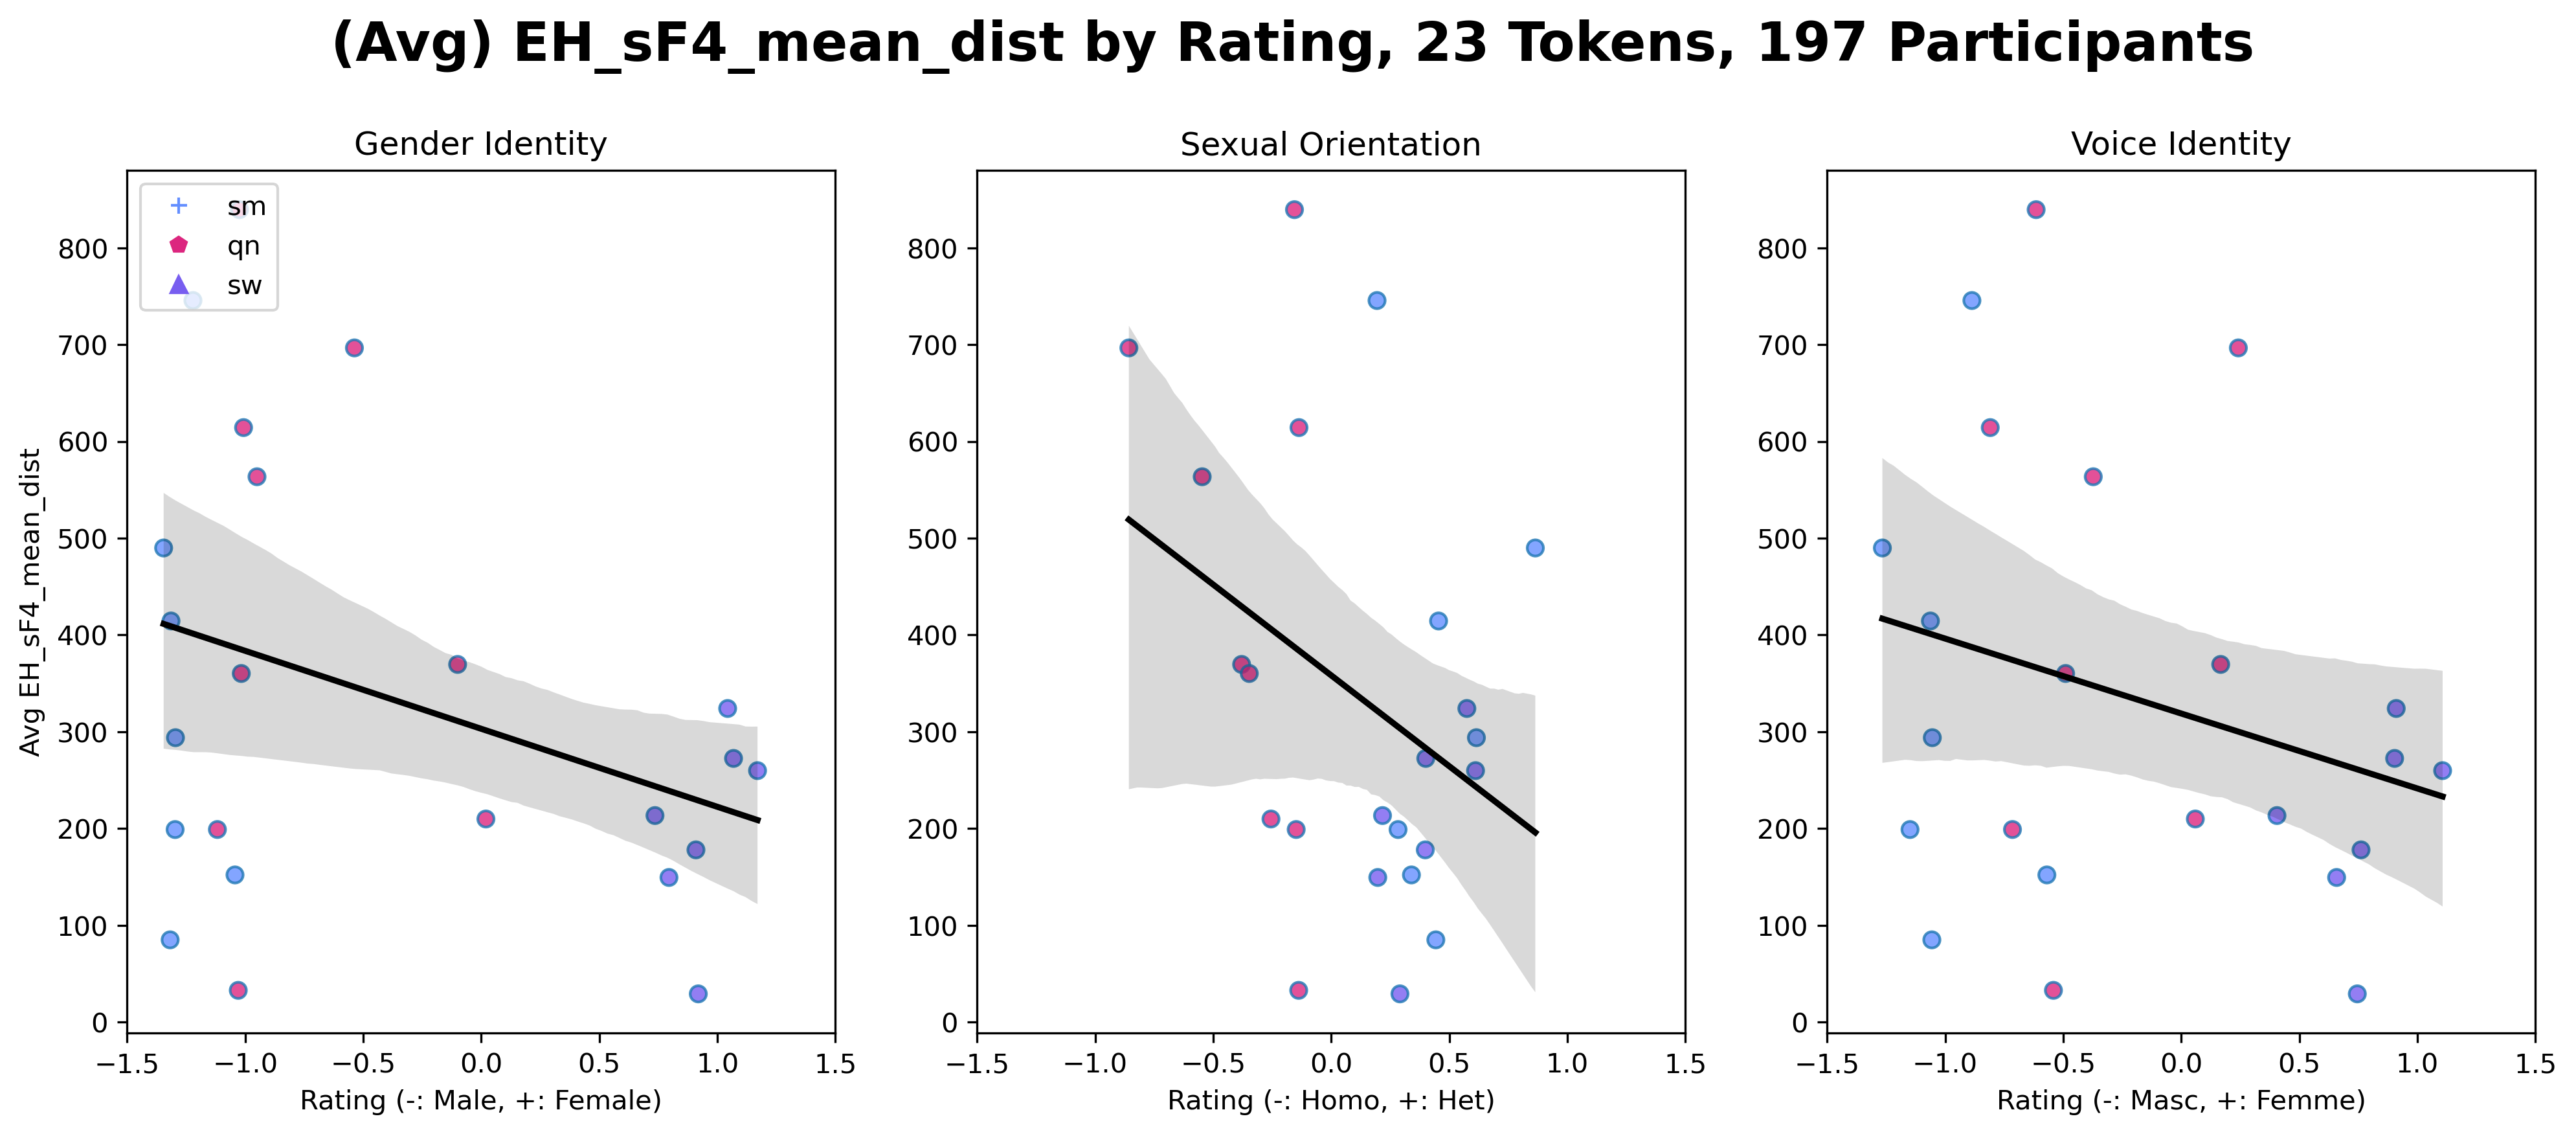 (Avg) EH_sF4_mean_dist by Rating, 23 Tokens, 197 Participants
Gender Identity
Sexual Orientation
Voice Identity
sm
qn
sw
Avg EH_sF4_mean_dist
800
700
600
500
400
300
200
100
0
−1.5 −1.0 −0.5 0.0 0.5 1.0 1.5
Rating (-: Male, +: Female)
800
700
600
500
400
300
200
100
0
−1.5 −1.0 −0.5 0.0 0.5 1.0 1.5
Rating (-: Homo, +: Het)
800
700
600
500
400
300
200
100
0
−1.5 −1.0 −0.5 0.0 0.5 1.0 1.5
Rating (-: Masc, +: Femme)